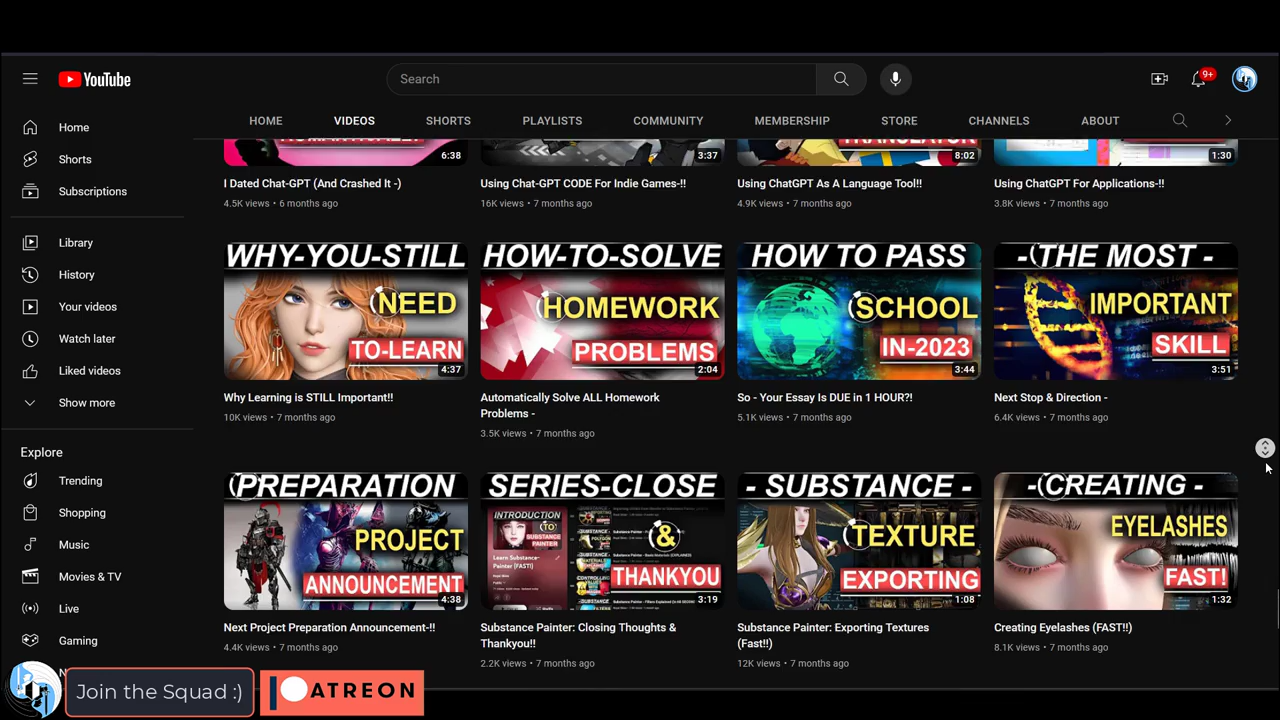 YouTube
Search
9+
HOME
VIDEOS
SHORTS
PLAYLISTS
COMMUNITY
MEMBERSHIP
STORE
CHANNELS
ABOUT
Home
Shorts
Subscriptions
Library
History
Your videos
Watch later
Liked videos
Show more
Explore
Trending
Shopping
Music
Movies & TV
Live
Gaming
6:38
3:37
TRANSLATOR
8:02
1:30
I Dated Chat-GPT (And Crashed It -)
4.5K views • 6 months ago
Using Chat-GPT CODE For Indie Games-!!
16K views • 7 months ago
Using ChatGPT As A Language Tool!!
4.9K views • 7 months ago
Using ChatGPT For Applications-!!
3.8K views • 7 months ago
WHY-YOU-STILL
NEED
TO-LEARN
4:37
Why Learning is STILL Important!!
10K views • 7 months ago
HOW-TO-SOLVE
HOMEWORK
PROBLEMS
2:04
Automatically Solve ALL Homework
Problems -
3.5K views • 7 months ago
HOW TO PASS
SCHOOL
IN-2023
3:44
So - Your Essay Is DUE in 1 HOUR?!
5.1K views • 7 months ago
- THE MOST -
IMPORTANT
SKILL
3:51
Next Stop & Direction -
6.4K views • 7 months ago
PREPARATION
PROJECT
ANNOUNCEMENT
4:38
Next Project Preparation Announcement-!!
4.4K views • 7 months ago
SERIES-CLOSE
&
THANKYOU
INTRODUCTION
3:19
Substance Painter: Closing Thoughts &
Thankyou!!
2.2K views • 7 months ago
- SUBSTANCE -
TEXTURE
EXPORTING
1:08
Substance Painter: Exporting Textures
(Fast!!)
12K views • 7 months ago
- CREATING -
EYELASHES
FAST!
1:32
Creating Eyelashes (FAST!!)
8.1K views • 7 months ago
Join the Squad :)
PATREON